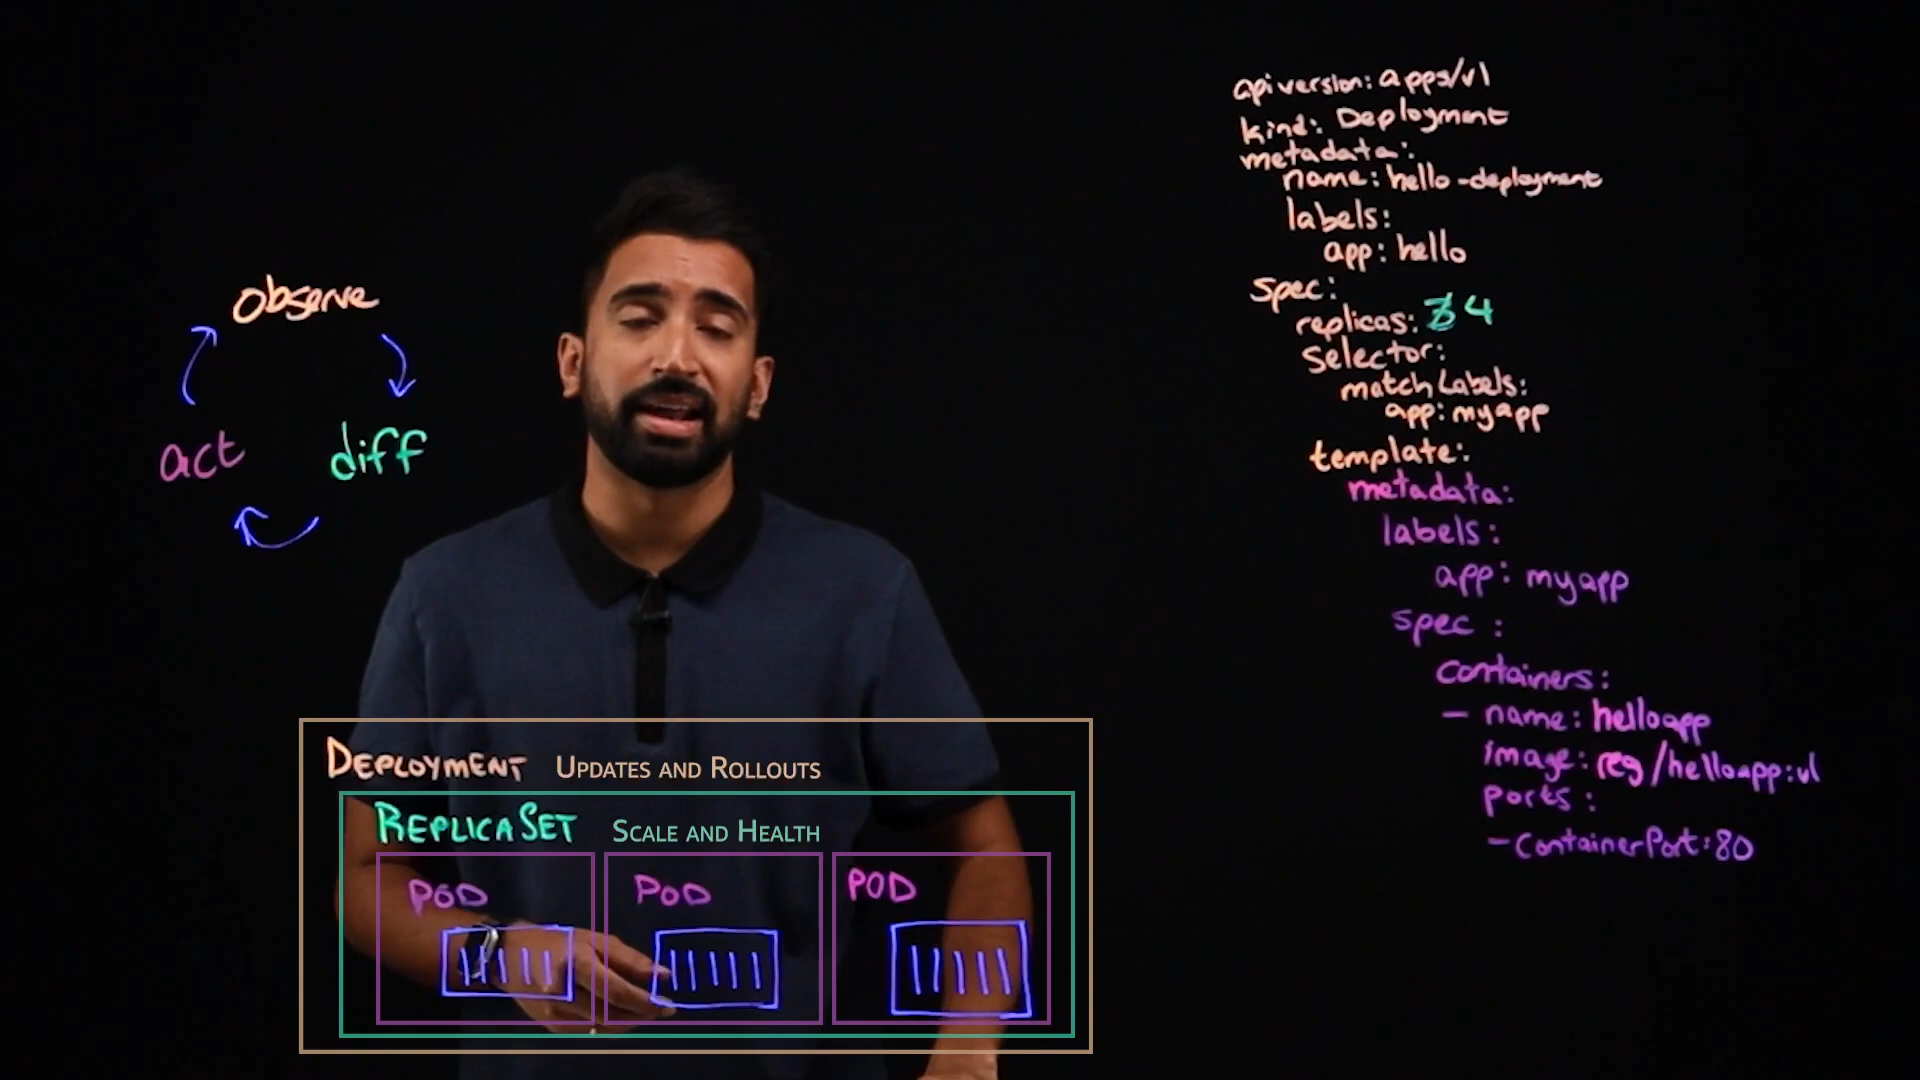 observe
act
diff
apiversion: apps/v1
kind: Deployment
metadata:
name: hello-deployment
labels:
app: hello
spec:
replicas: 3 4
selector:
matchLabels:
app: myapp
template:
metadata:
labels:
app: myapp
spec:
containers:
- name: helloapp
image: reg/helloapp:v1
ports:
- containerPort: 80
DEPLOYMENT UPDATES AND ROLLOUTS
REPLICASET SCALE AND HEALTH
POD POD POD